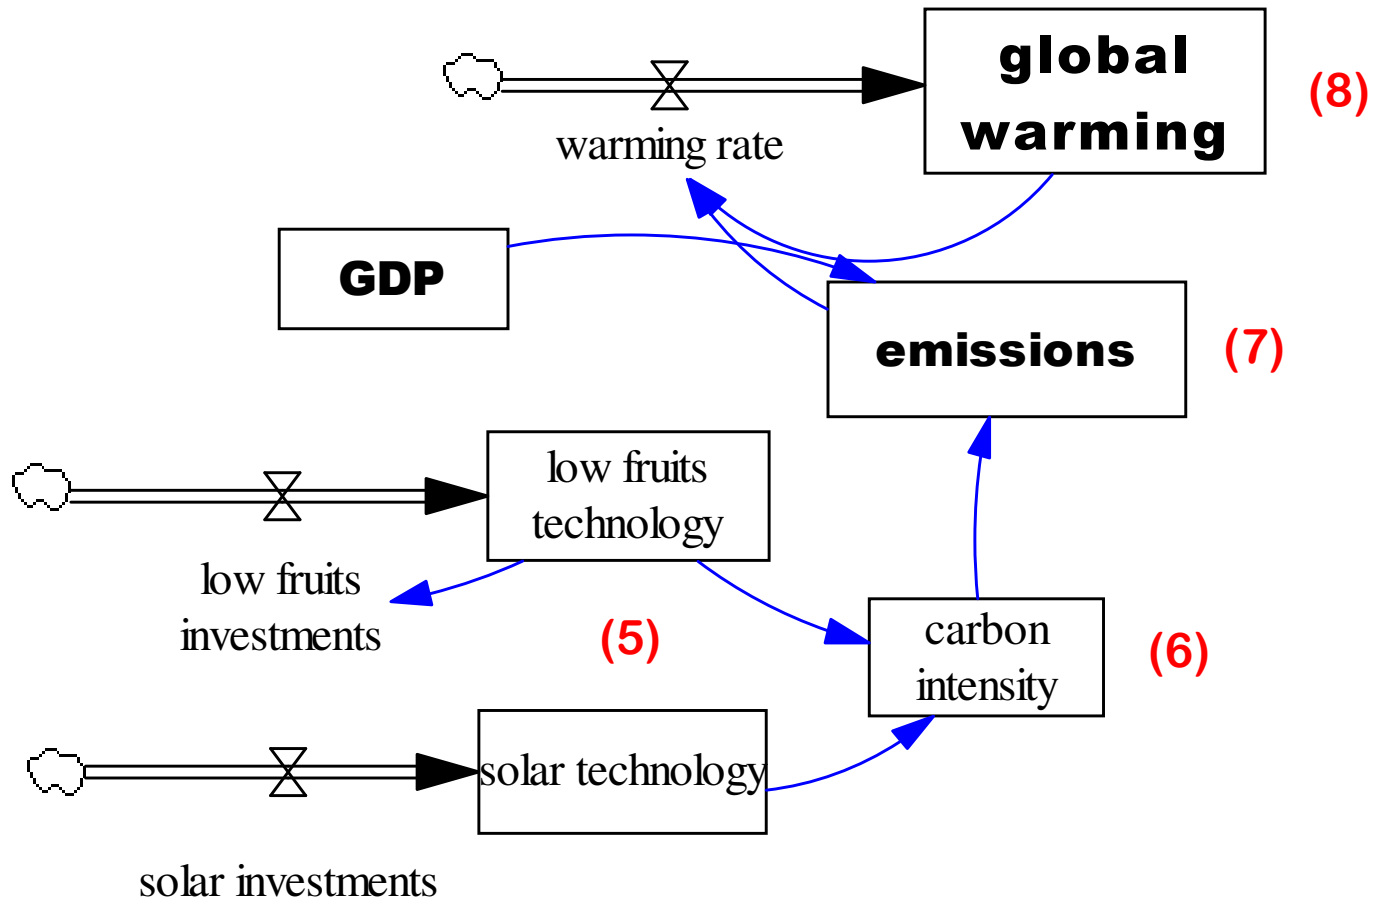 global
warming
(8)
warming rate
GDP
emissions
(7)
low fruits
technology
low fruits
investments
(5)
carbon
intensity
(6)
solar technology
solar investments